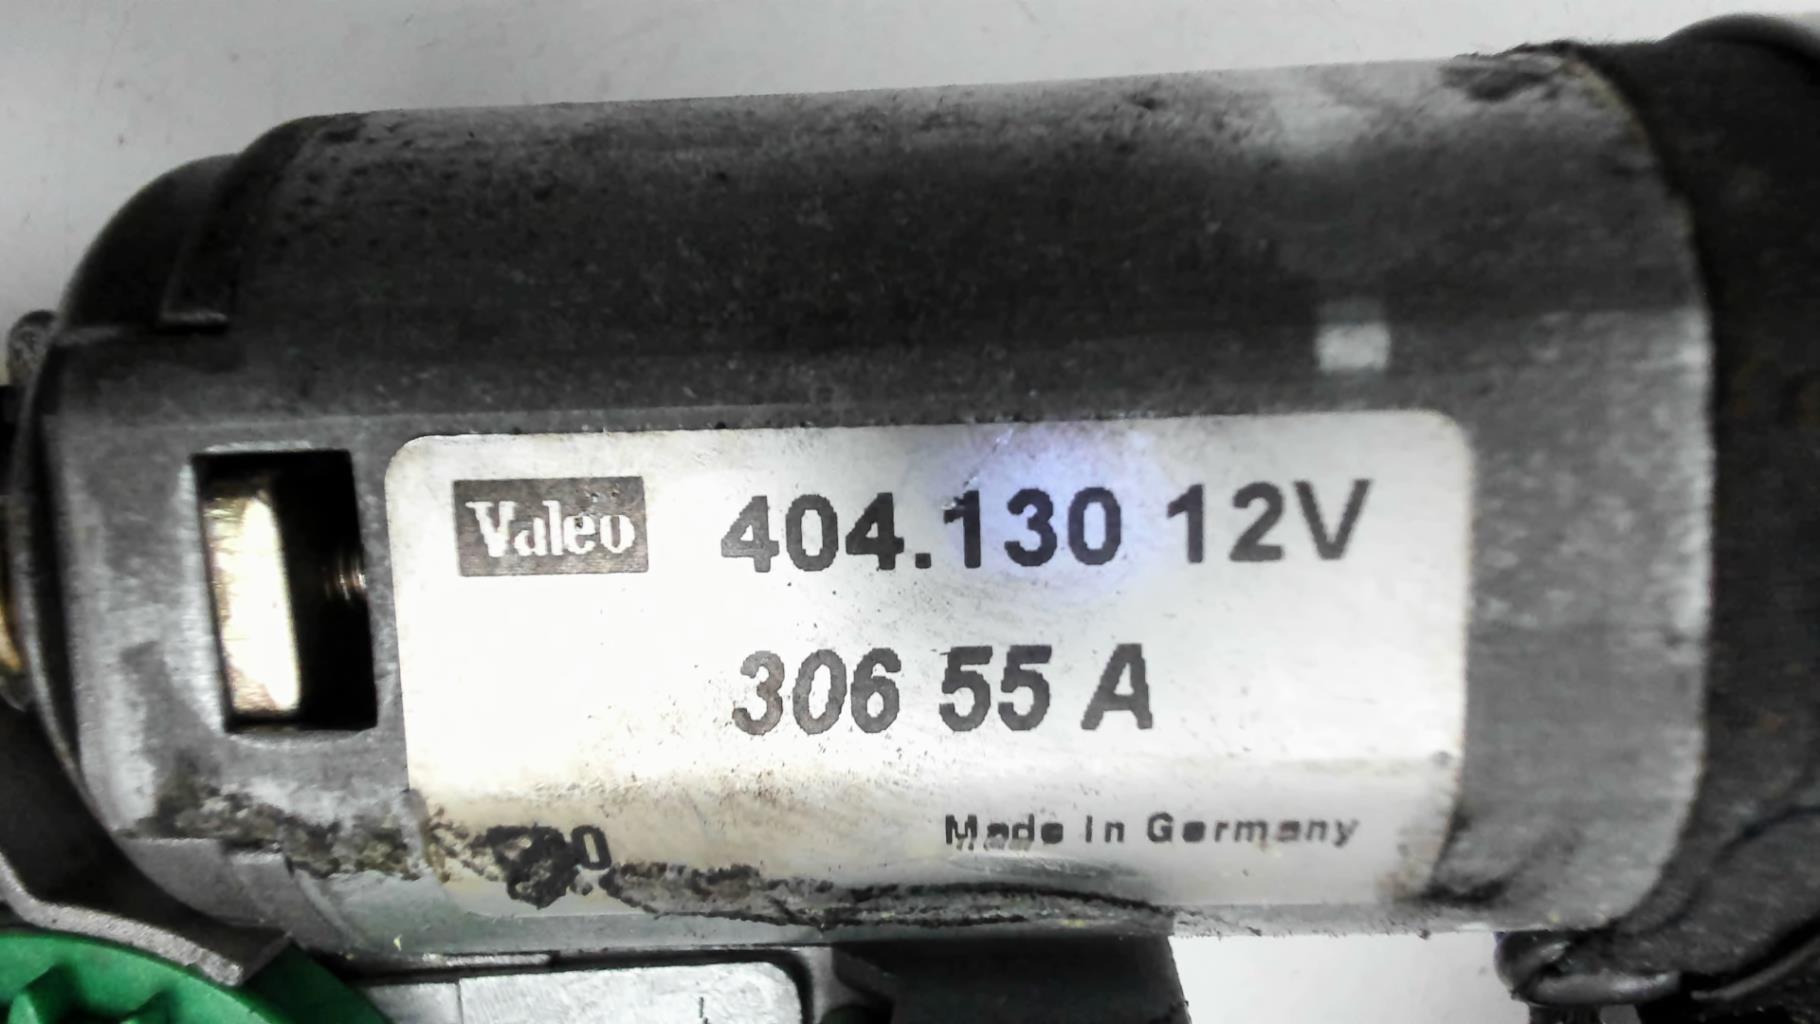 Valeo 404.130 12V
306 55 A
Made in Germany